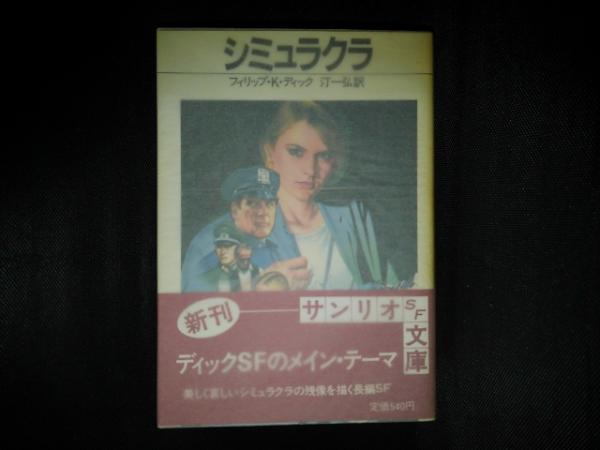 シミュラクラ
フィリップ・K・ディック 汀一弘訳
新刊
サンリオSF文庫
ディックSFのメイン・テーマ
美しく哀しいシミュラクラの残像を描く長編SF
定価540円